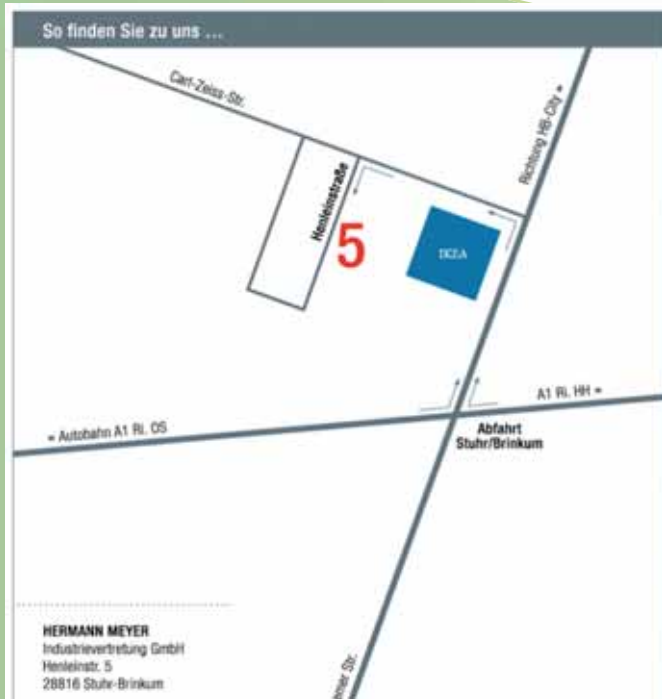 So finden Sie zu uns ...
Carl-Zeiss-Str.
Richtung HB-City
Henleinstraße
5
IKEA
A1 Ri. HH
Autobahn A1 Ri. OS
Abfahrt
Stuhr/Brinkum
HERMANN MEYER
Industrievertretung GmbH
Henleinstr. 5
28816 Stuhr-Brinkum
Str.